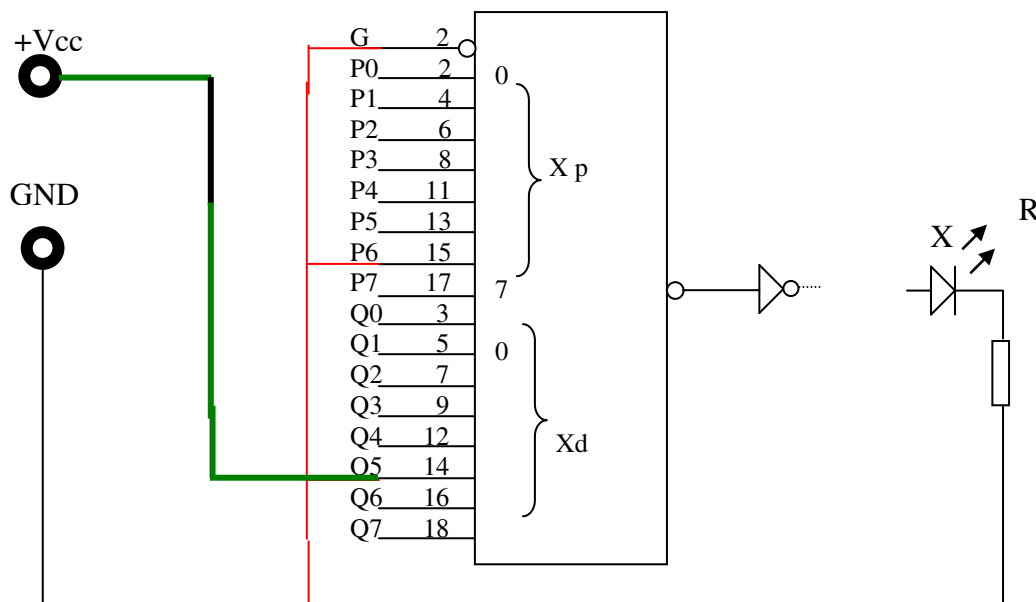 +Vcc
GND
G 2
P0 2
P1 4
P2 6
P3 8
P4 11
P5 13
P6 15
P7 17
Q0 3
Q1 5
Q2 7
Q3 9
Q4 12
Q5 14
Q6 16
Q7 18
0
X p
7
0
Xd
X
R